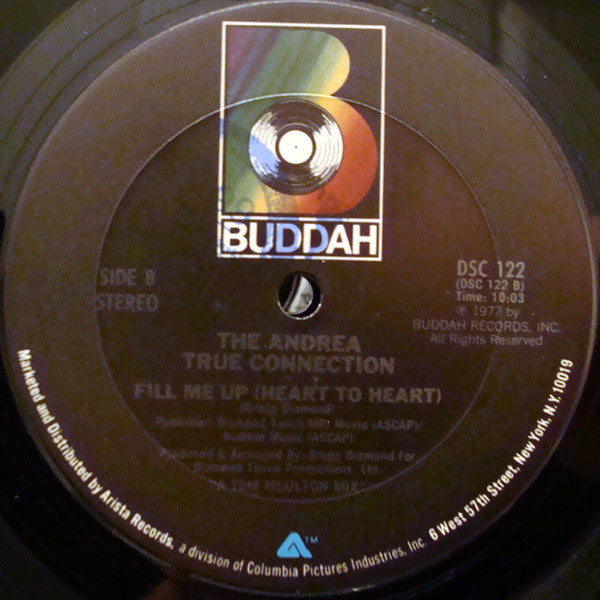 BUDDAH
SIDE B
STEREO
DSC 122
(DSC 122 B)
Time: 10:03
℗ 1977 by
BUDDAH RECORDS, INC.
All Rights Reserved
THE ANDREA
TRUE CONNECTION
FILL ME UP (HEART TO HEART)
(Gregg Diamond)
Publisher: Diamond Touch MPL Music (ASCAP)/
Buddah Music (ASCAP)
Produced & Arranged By: Gregg Diamond For
Diamond Touch Productions, Ltd.
"A TOM MOULTON MIX"
Marketed and Distributed by Arista Records, a division of Columbia Pictures Industries, Inc. 6 West 57th Street, New York, N.Y. 10019
A TM